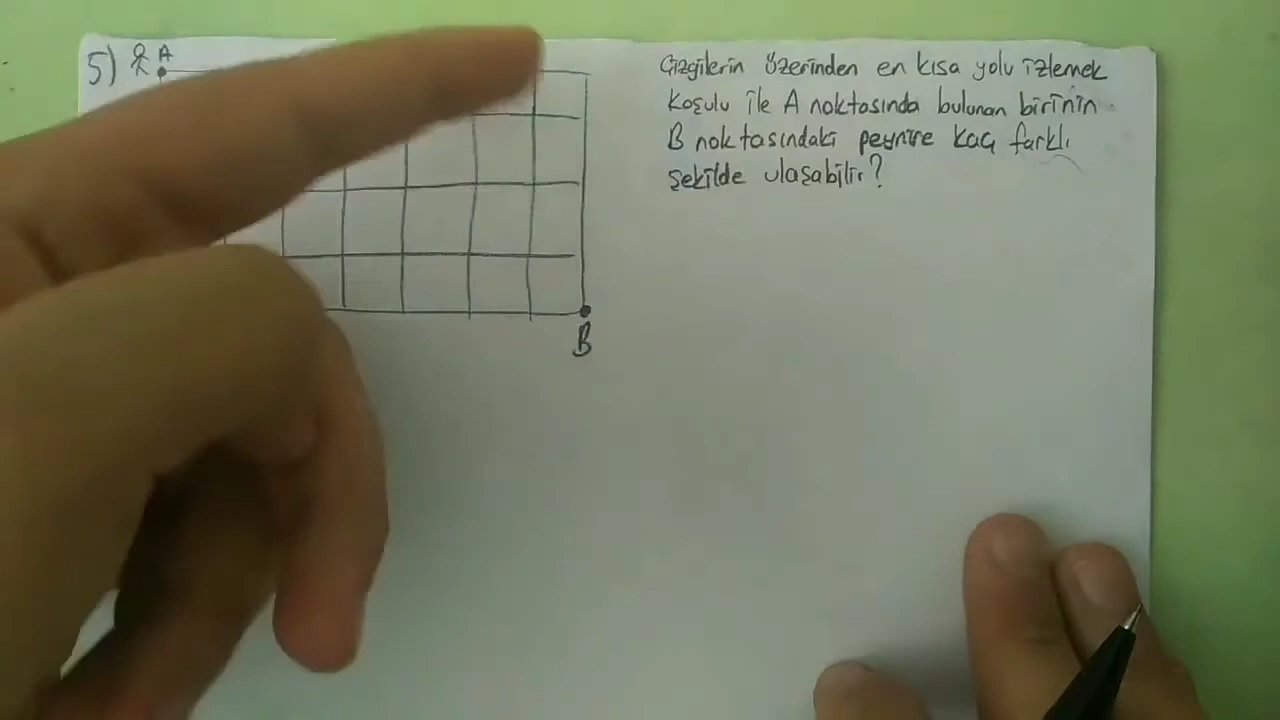 5) A
Çizgilerin üzerinden en kısa yolu izlemek
koşulu ile A noktasında bulunan birinin
B noktasındaki peynire kaç farklı
şekilde ulaşabilir?
B